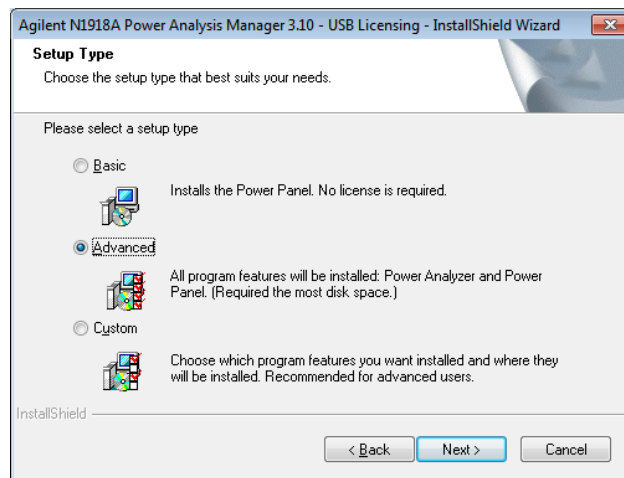 Agilent N1918A Power Analysis Manager 3.10 - USB Licensing - InstallShield Wizard
Setup Type
Choose the setup type that best suits your needs.
Please select a setup type
Basic
Installs the Power Panel. No license is required.
Advanced
All program features will be installed: Power Analyzer and Power
Panel. (Required the most disk space.)
Custom
Choose which program features you want installed and where they
will be installed. Recommended for advanced users.
InstallShield
< Back
Next >
Cancel